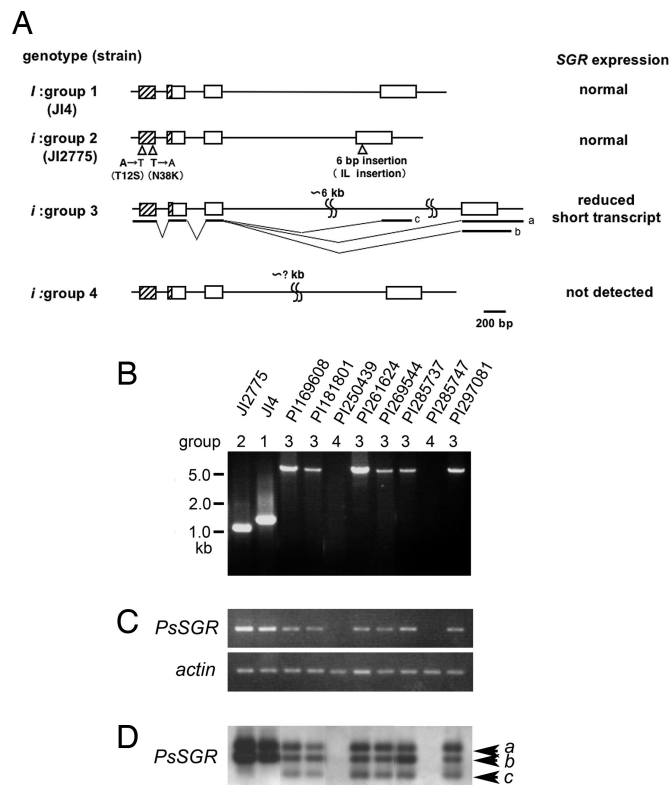 A
genotype (strain)
SGR expression
I :group 1
(JI4)
normal
i :group 2
(JI2775)
normal
A→T T→A
(T12S) (N38K)
6 bp insertion
( IL insertion)
i :group 3
∽6 kb
reduced
short transcript
c
a
b
i :group 4
∽? kb
not detected
200 bp
B
JI2775 JI4 PI169608 PI181801 PI250439 PI261624 PI269544 PI285737 PI285747 PI297081
group 2 1 3 3 4 3 3 3 4 3
5.0
2.0
1.0
kb
C
PsSGR
actin
D
PsSGR
a
b
c